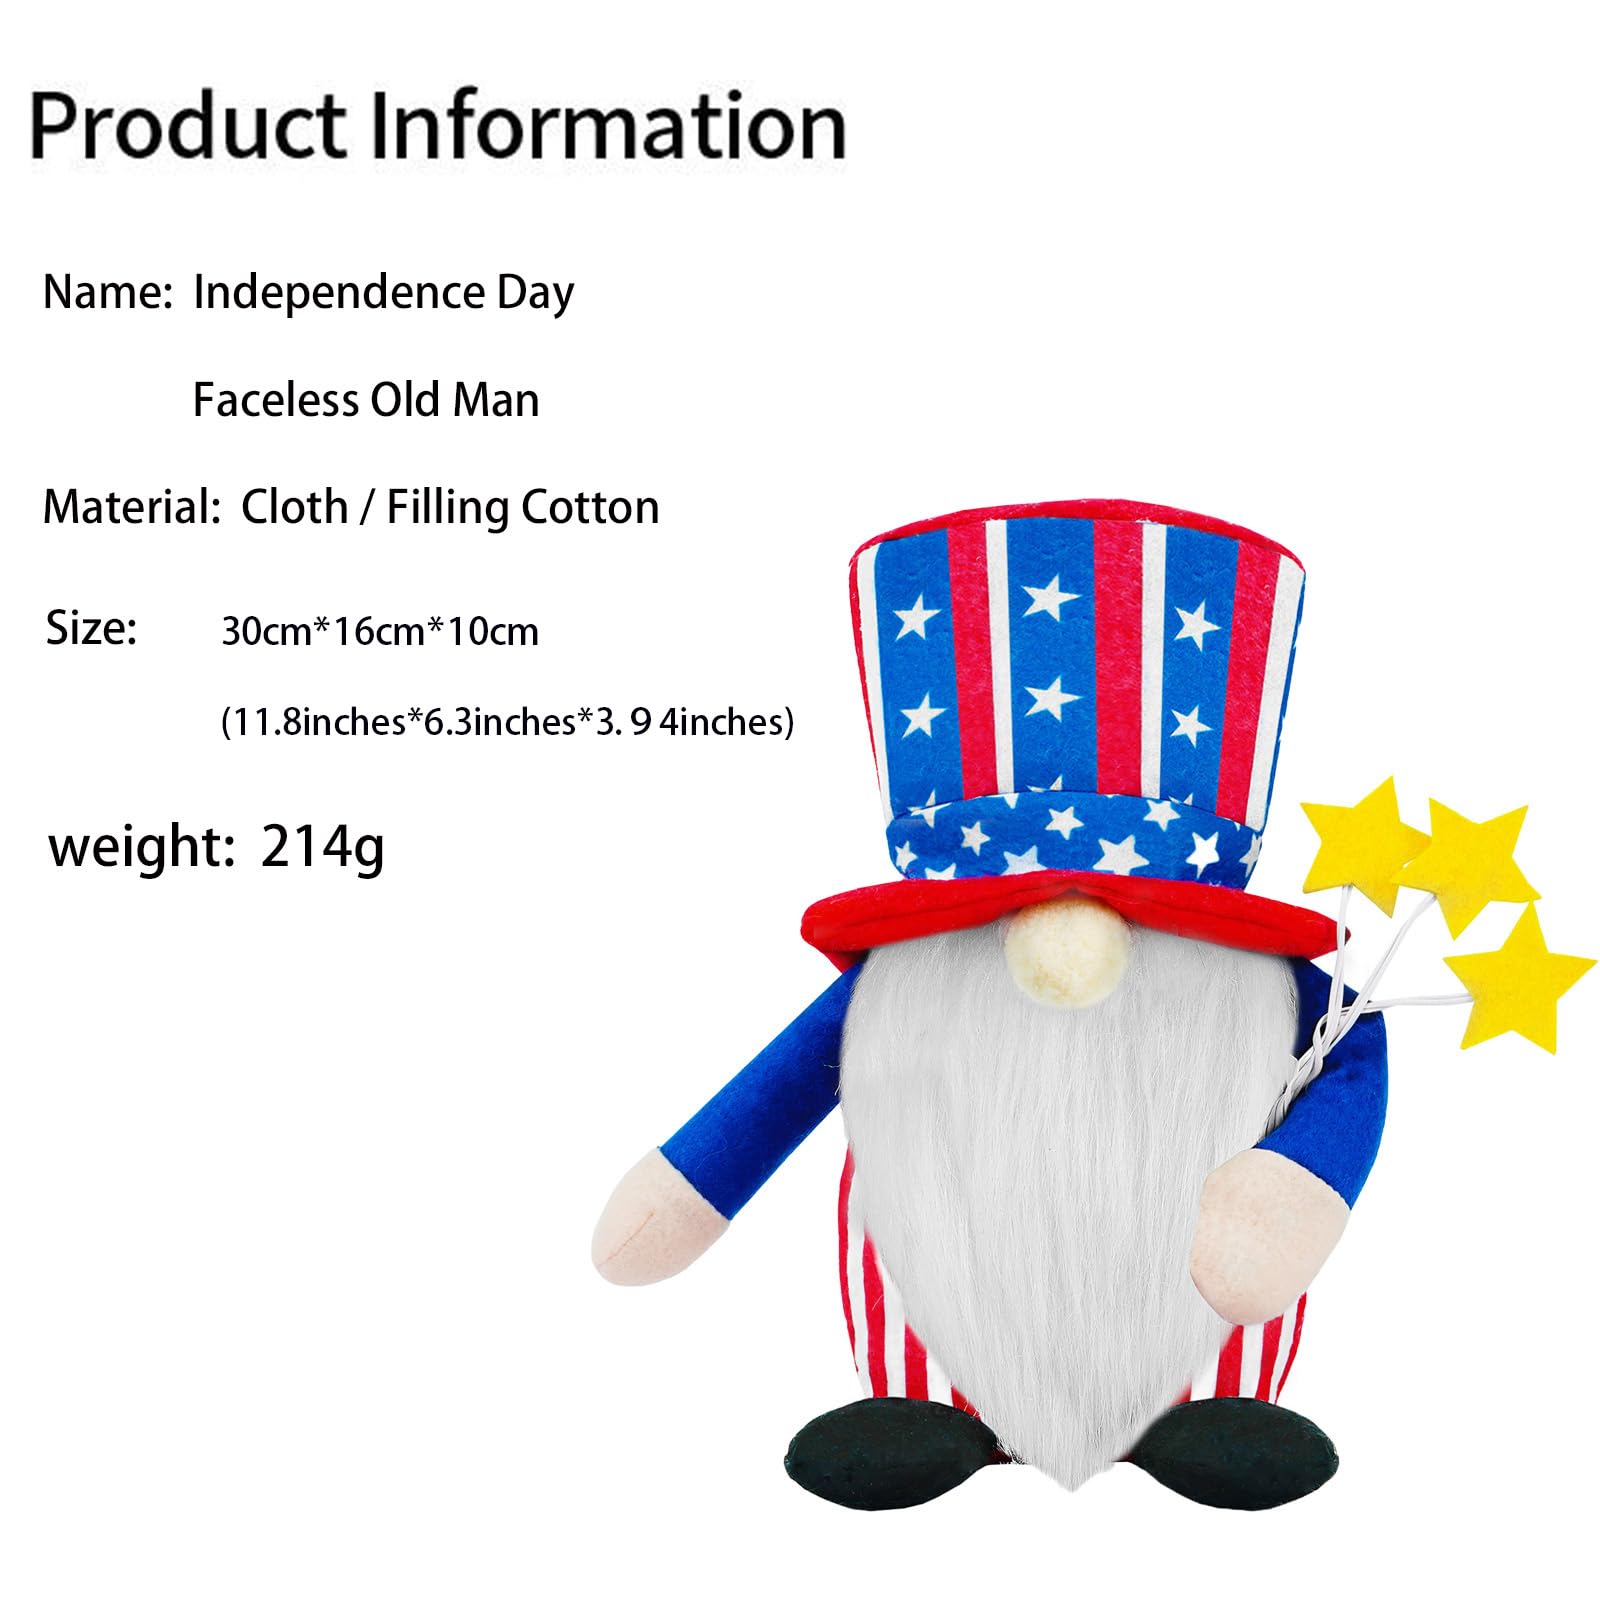 Product Information
Name: Independence Day
Faceless Old Man
Material: Cloth / Filling Cotton
Size: 30cm*16cm*10cm
(11.8inches*6.3inches*3. 9 4inches)
weight: 214g